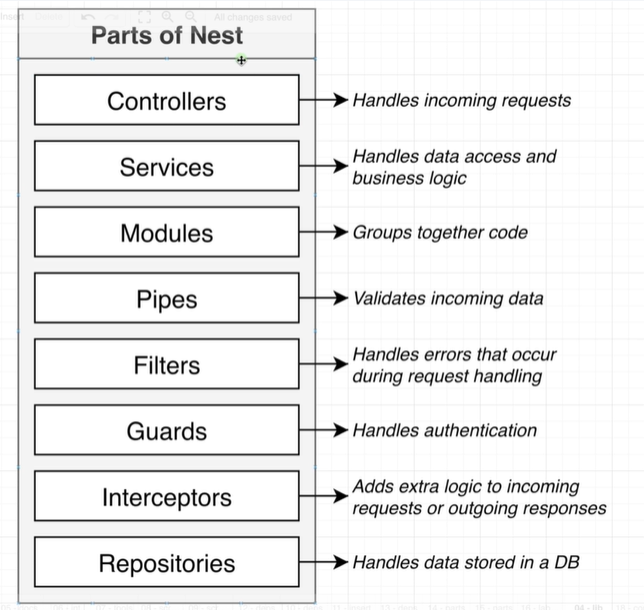 All changes saved
Parts of Nest
Controllers
Handles incoming requests
Services
Handles data access and
business logic
Modules
Groups together code
Pipes
Validates incoming data
Filters
Handles errors that occur
during request handling
Guards
Handles authentication
Interceptors
Adds extra logic to incoming
requests or outgoing responses
Repositories
Handles data stored in a DB